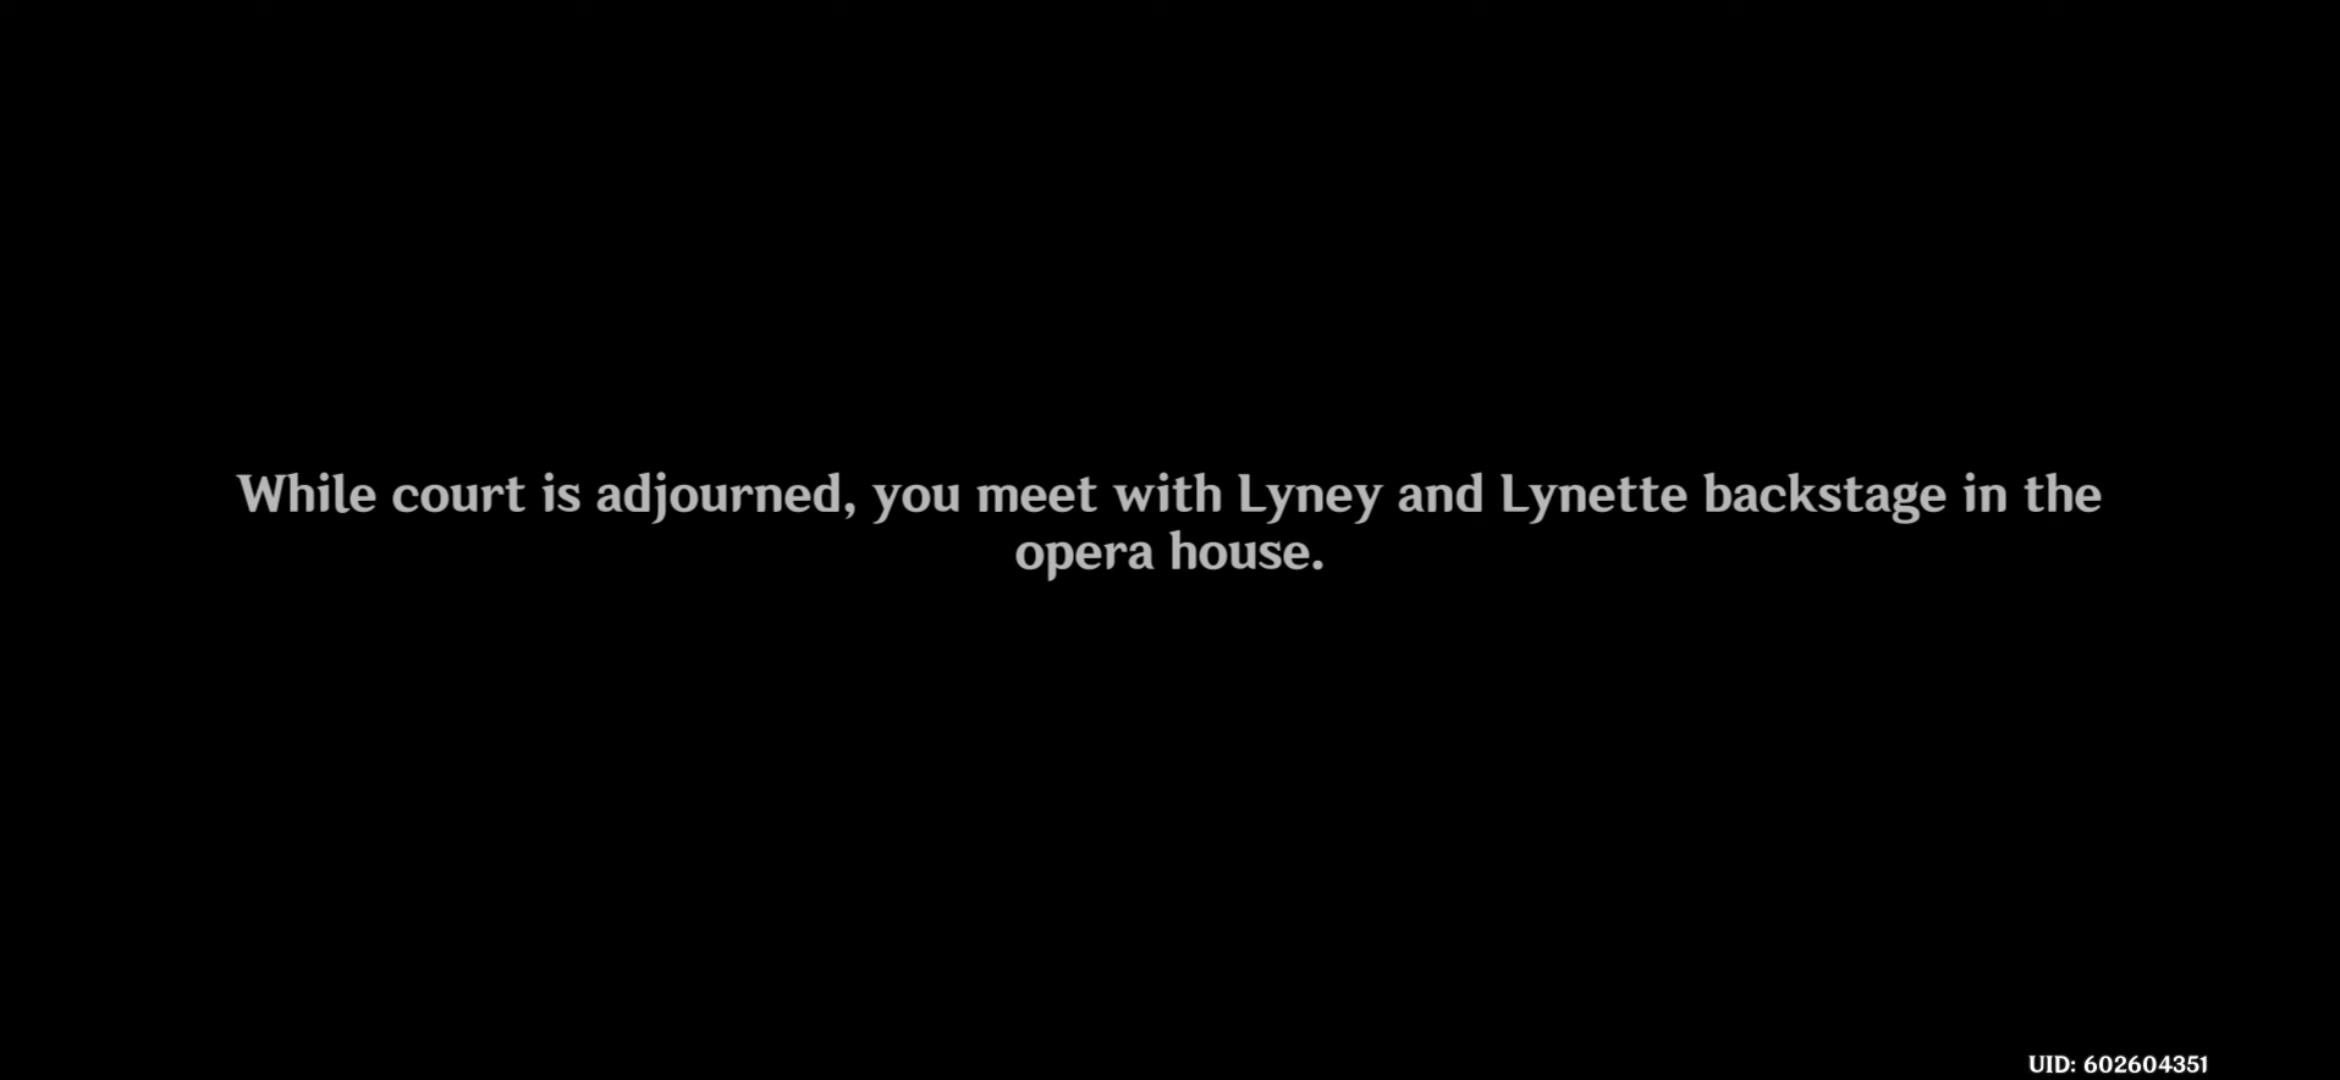 While court is adjourned, you meet with Lyney and Lynette backstage in the
opera house.
UID: 602604351